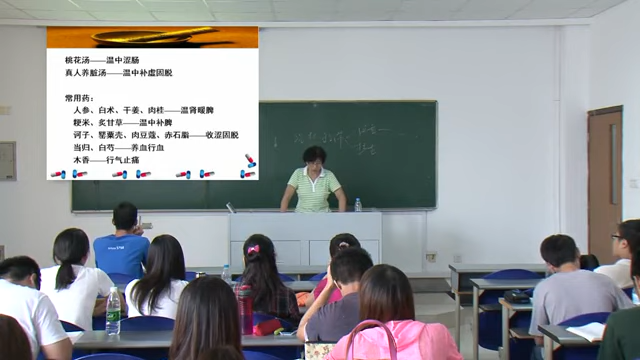 桃花汤——温中涩肠
真人养脏汤——温中补虚固脱
常用药：
人参、白术、干姜、肉桂——温肾暖脾
粳米、炙甘草——温中补脾
诃子、罂粟壳、肉豆蔻、赤石脂——收涩固脱
当归、白芍——养血行血
木香——行气止痛